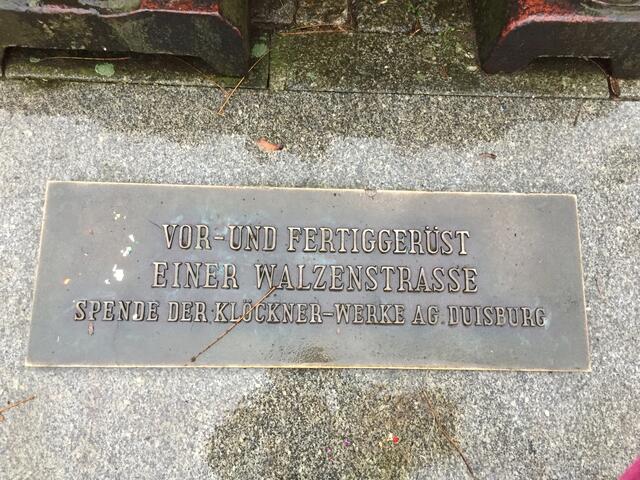 VOR-UND FERTIGGERÜST
EINER WALZENSTRASSE
SPENDE DER KLÖCKNER-WERKE AG. DUISBURG